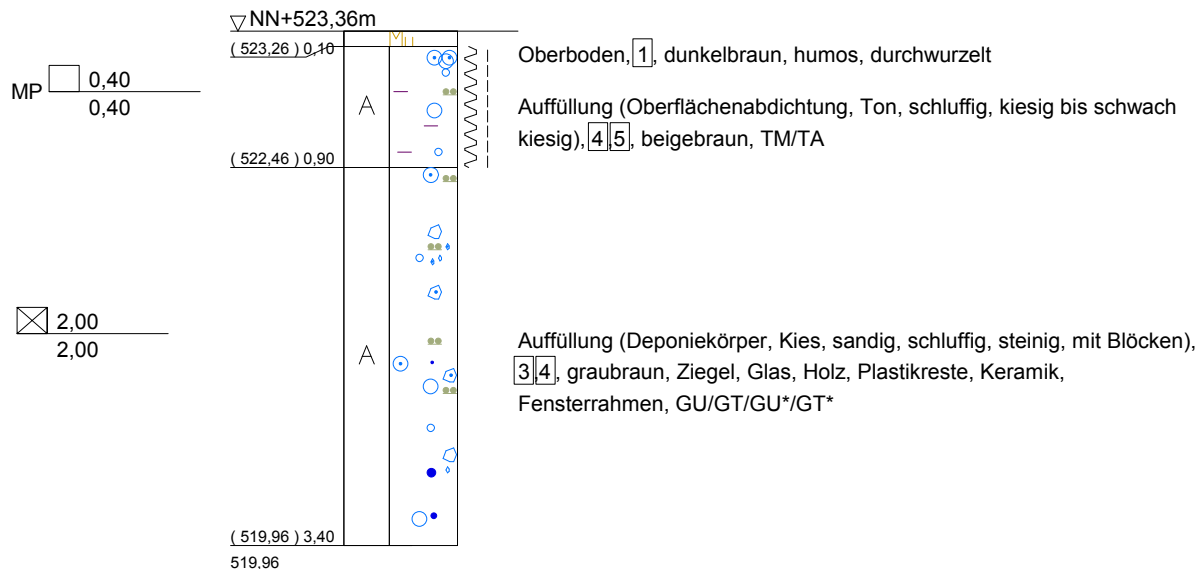 NN+523,36m
Mu
( 523,26 ) 0,10
Oberboden, 1, dunkelbraun, humos, durchwurzelt
MP 0,40
0,40
A
Auffüllung (Oberflächenabdichtung, Ton, schluffig, kiesig bis schwach
kiesig), 4 5, beigebraun, TM/TA
( 522,46 ) 0,90
2,00
2,00
A
Auffüllung (Deponiekörper, Kies, sandig, schluffig, steinig, mit Blöcken),
3 4, graubraun, Ziegel, Glas, Holz, Plastikreste, Keramik,
Fensterrahmen, GU/GT/GU*/GT*
( 519,96 ) 3,40
519,96